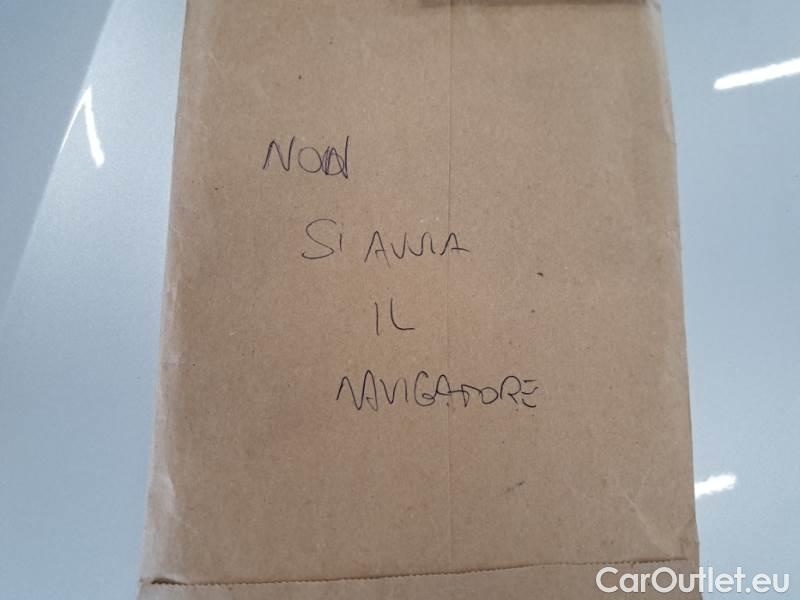 NON
SI AVVIA
IL
NAVIGATORE
CarOutlet.eu